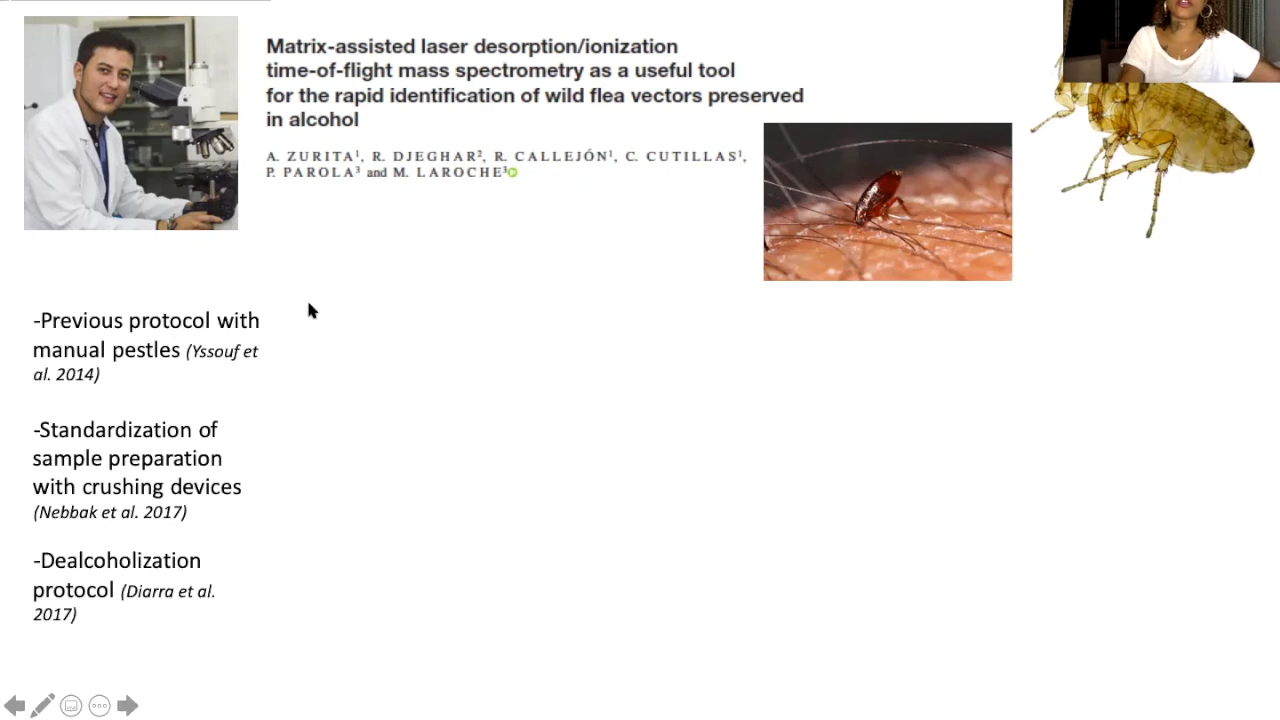 Matrix-assisted laser desorption/ionization
time-of-flight mass spectrometry as a useful tool
for the rapid identification of wild flea vectors preserved
in alcohol
A. ZURITA¹, R. DJEGHAR², R. CALLEJÓN¹, C. CUTILLAS¹,
P. PAROLA³ and M. LAROCHE³
-Previous protocol with
manual pestles (Yssouf et
al. 2014)
-Standardization of
sample preparation
with crushing devices
(Nebbak et al. 2017)
-Dealcoholization
protocol (Diarra et al.
2017)